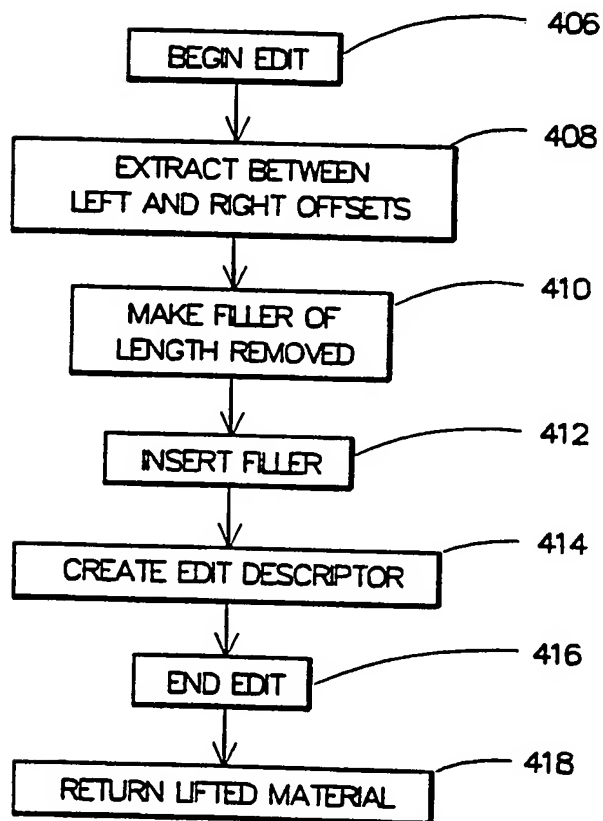 406
BEGIN EDIT
408
EXTRACT BETWEEN
LEFT AND RIGHT OFFSETS
410
MAKE FILLER OF
LENGTH REMOVED
412
INSERT FILLER
414
CREATE EDIT DESCRIPTOR
416
END EDIT
418
RETURN LIFTED MATERIAL